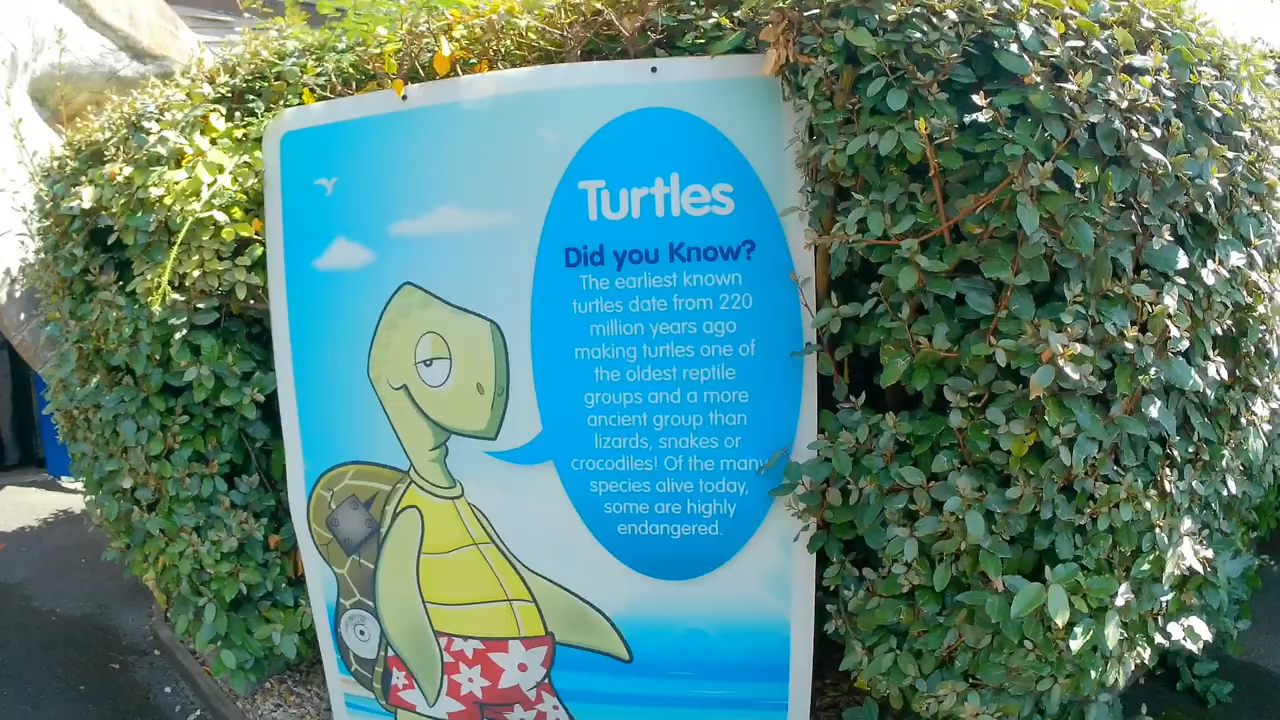 Turtles
Did you Know?
The earliest known
turtles date from 220
million years ago
making turtles one of
the oldest reptile
groups and a more
ancient group than
lizards, snakes or
crocodiles! Of the many
species alive today,
some are highly
endangered.